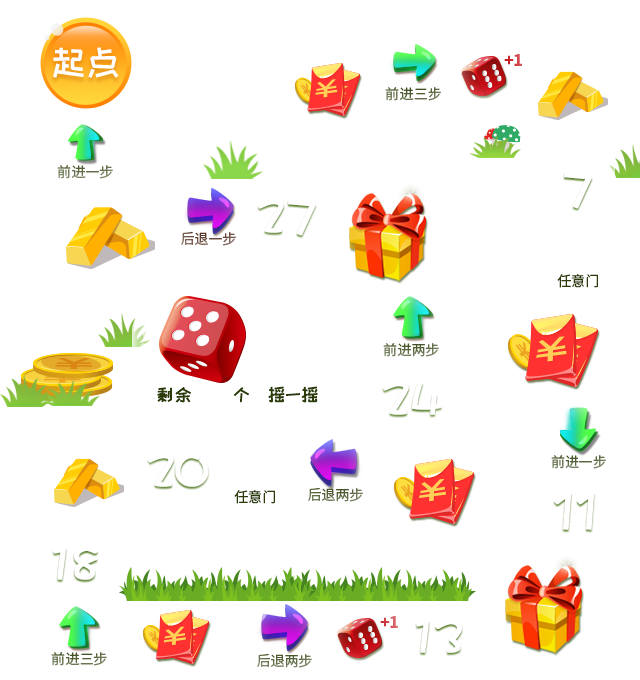 起点
+1
前进三步
前进一步
7
27
后退一步
任意门
前进两步
剩余 个 摇一摇
24
前进一步
20
任意门
后退两步
11
18
+1
13
前进三步
后退两步